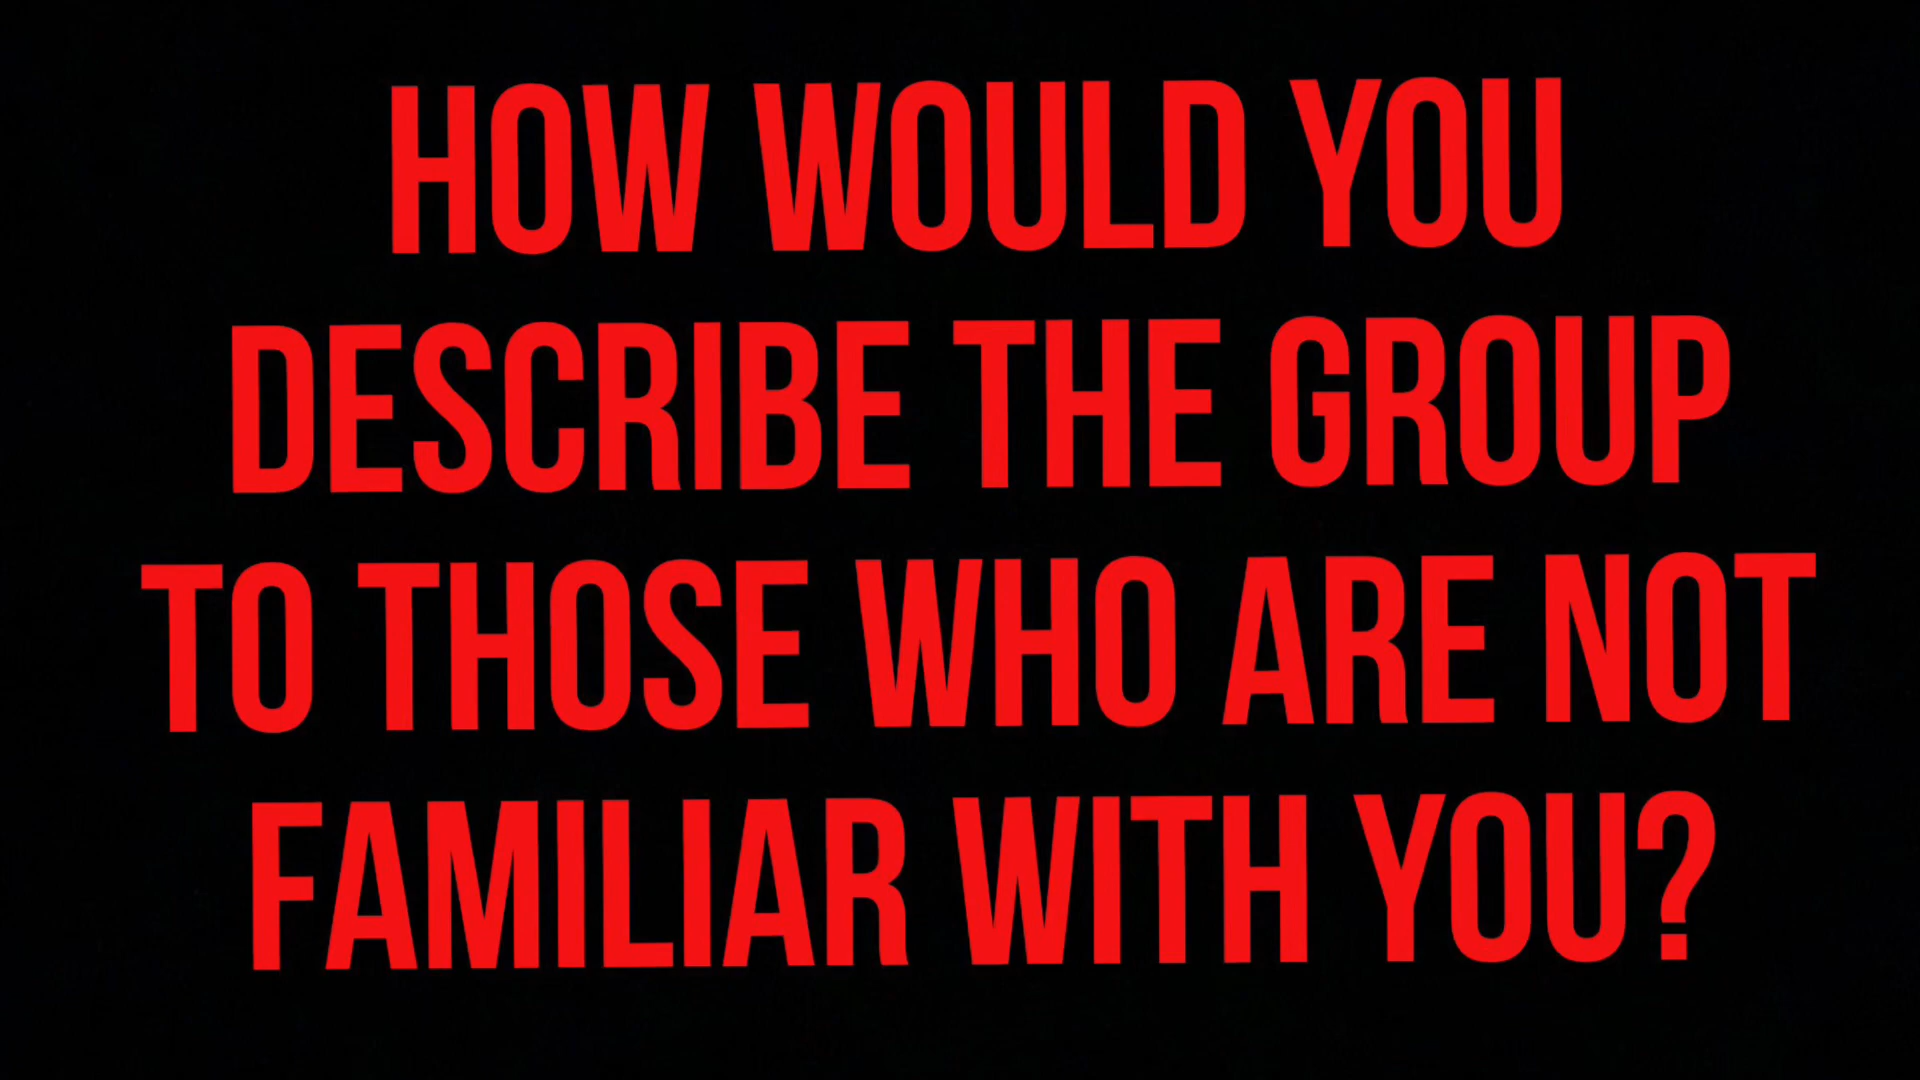 HOW WOULD YOU
DESCRIBE THE GROUP
TO THOSE WHO ARE NOT
FAMILIAR WITH YOU?